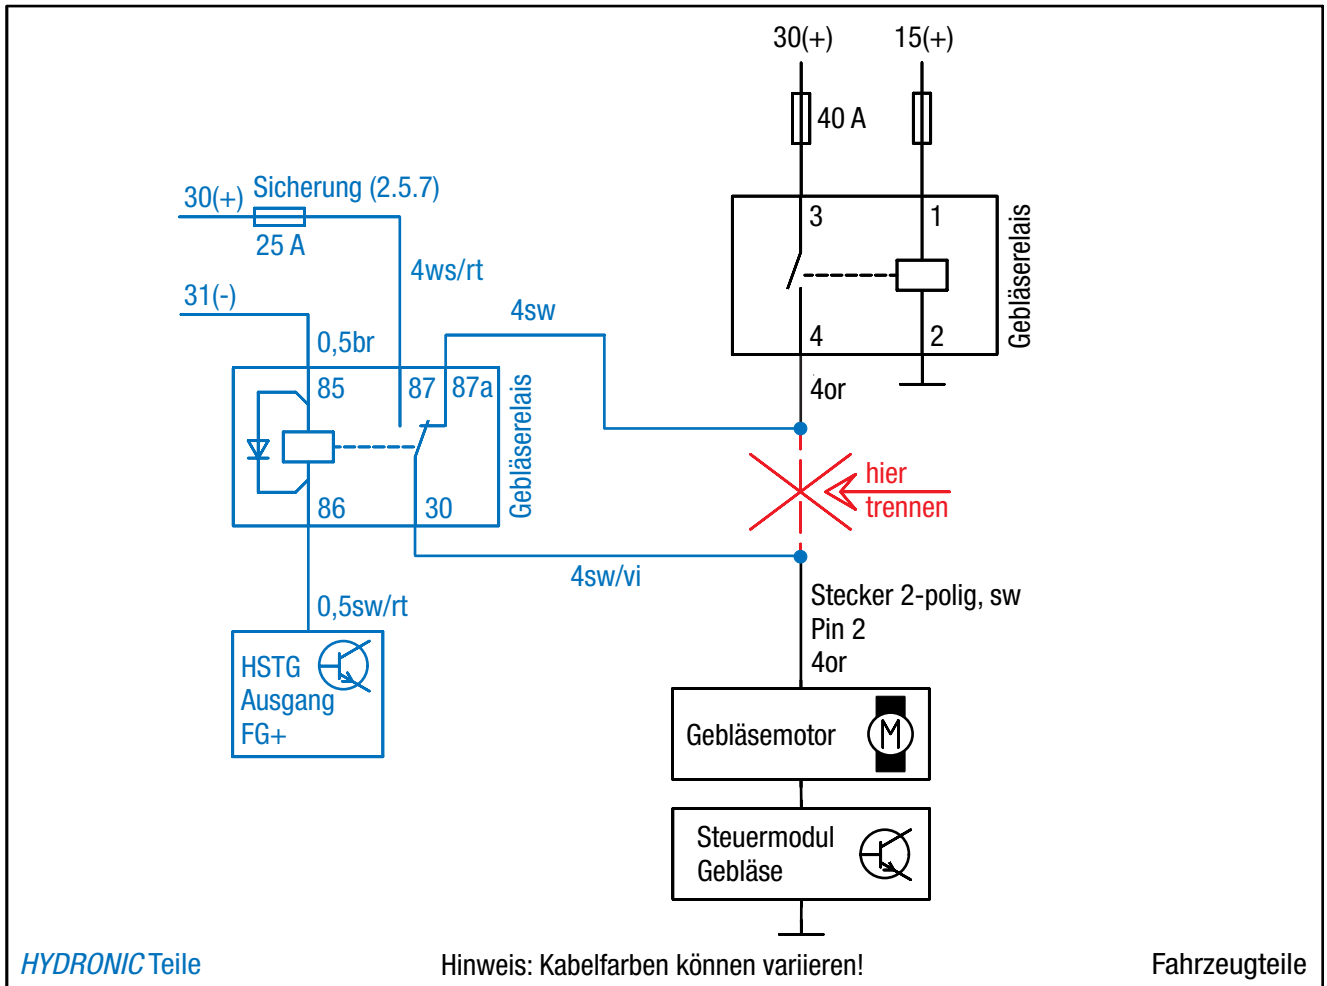 30(+)
15(+)
40 A
3
1
4
2
Gebläserelais
4or
30(+)
Sicherung (2.5.7)
25 A
4ws/rt
31(-)
0,5br
4sw
85
87
87a
86
30
Gebläserelais
4sw/vi
0,5sw/rt
HSTG
Ausgang
FG+
hier
trennen
Stecker 2-polig, sw
Pin 2
4or
Gebläsemotor
M
Steuermodul
Gebläse
HYDRONIC Teile
Hinweis: Kabelfarben können variieren!
Fahrzeugteile